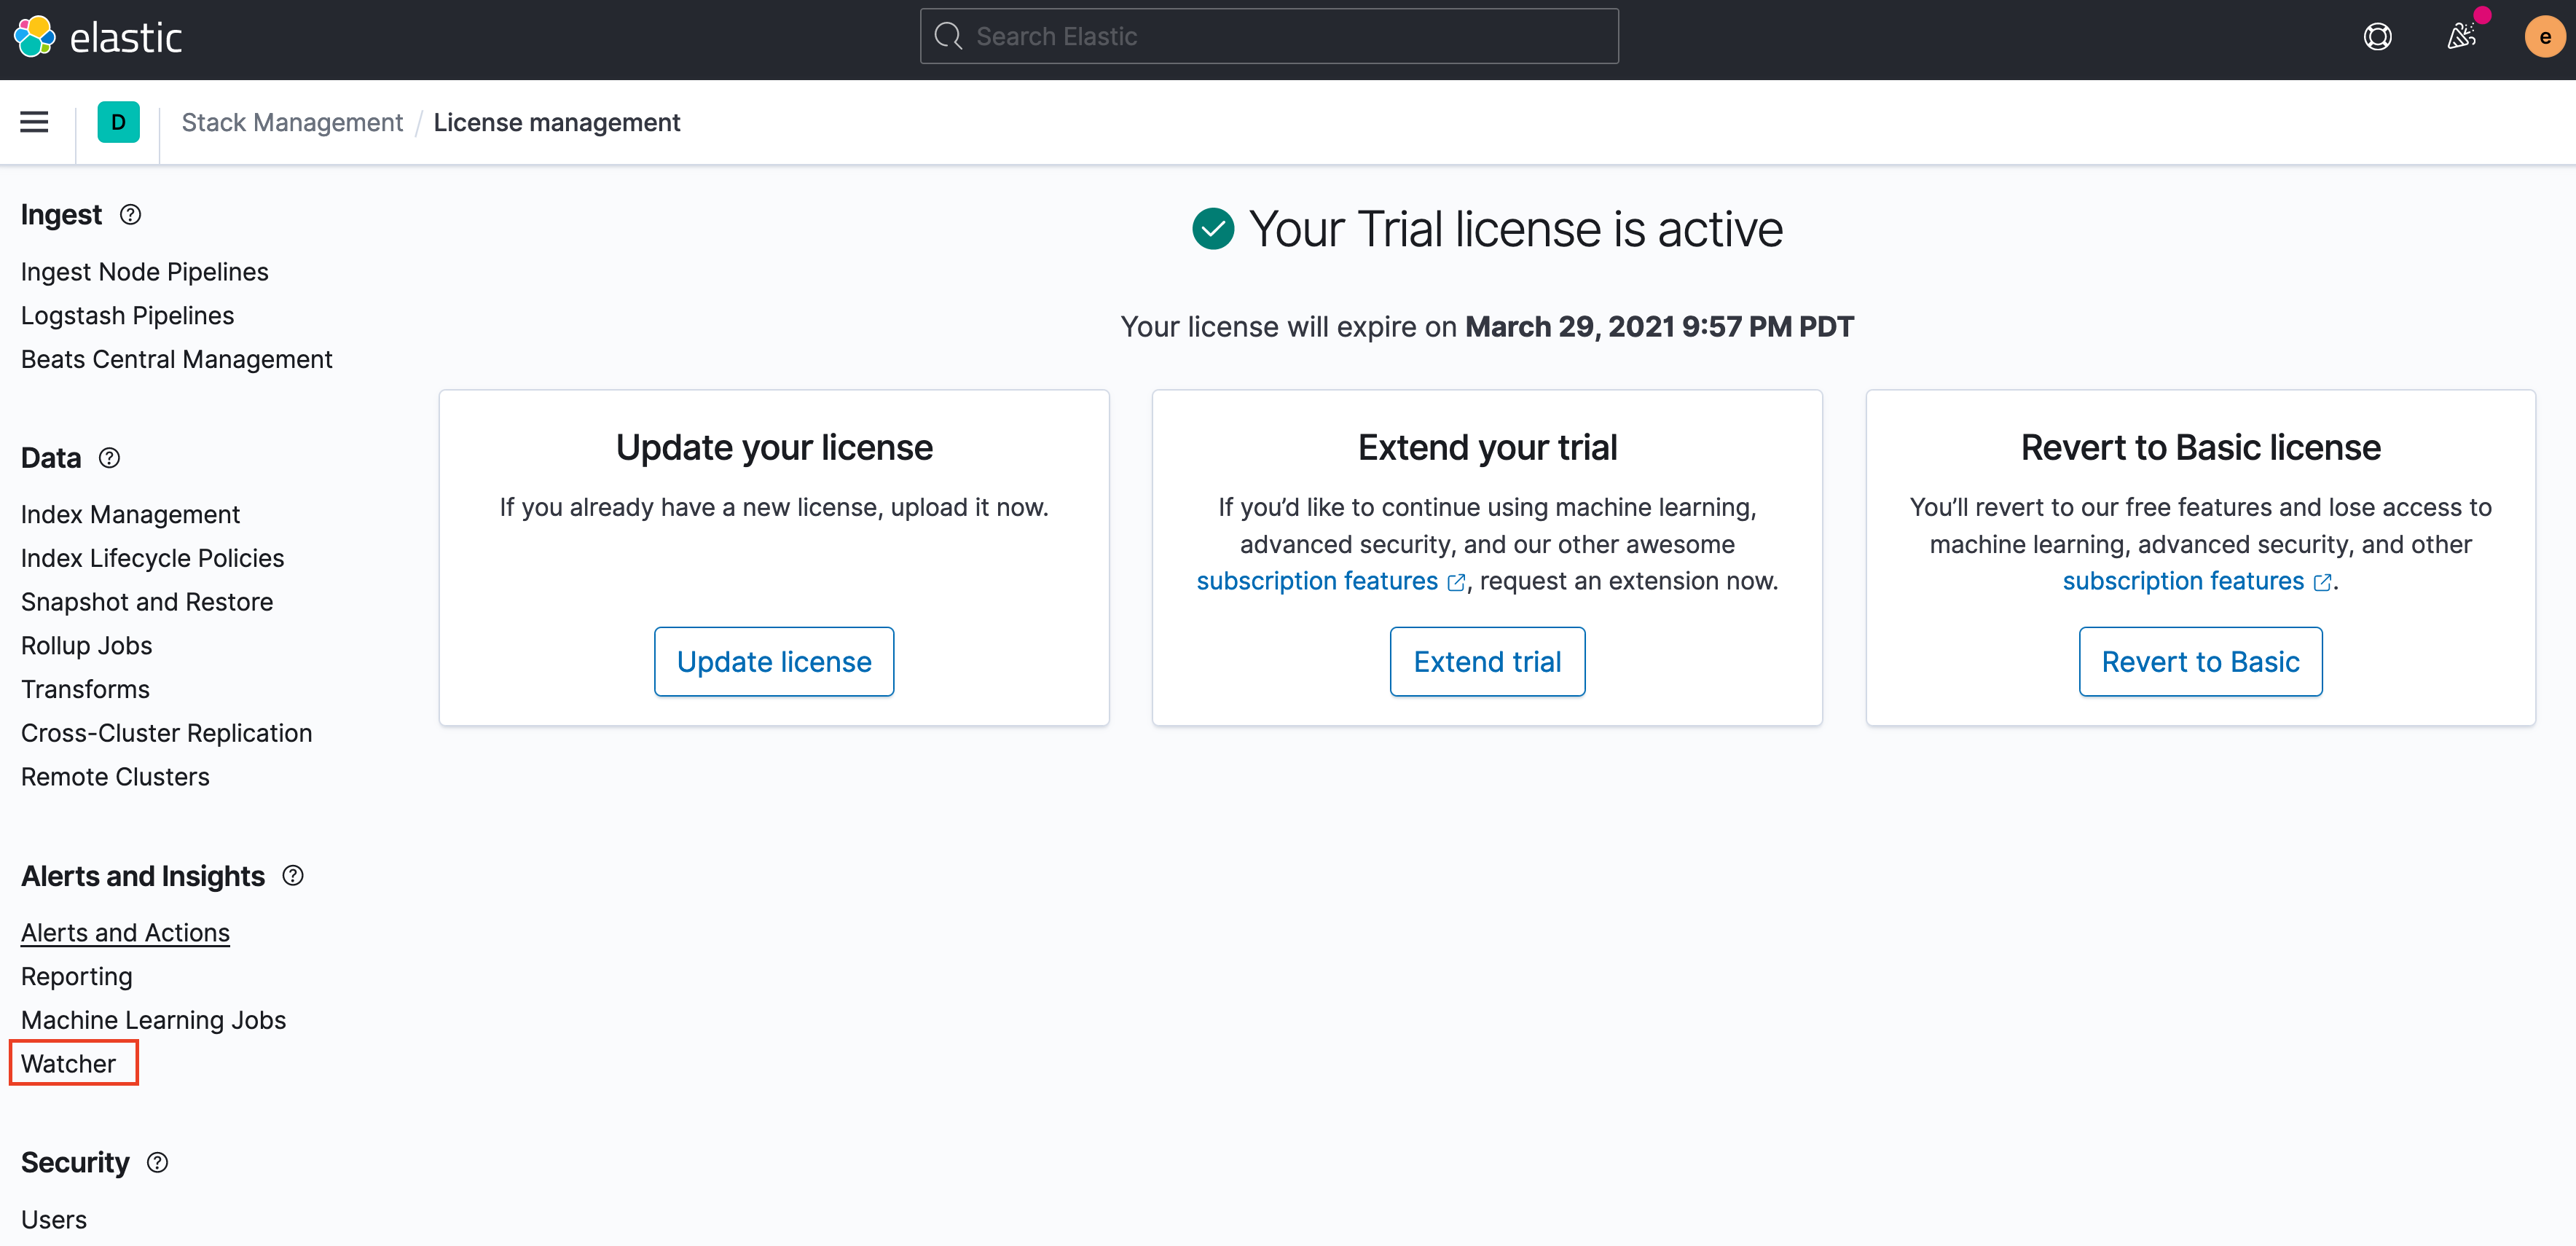 elastic
Search Elastic
e
D
Stack Management / License management
Ingest
Ingest Node Pipelines
Logstash Pipelines
Beats Central Management
Data
Index Management
Index Lifecycle Policies
Snapshot and Restore
Rollup Jobs
Transforms
Cross-Cluster Replication
Remote Clusters
Alerts and Insights
Alerts and Actions
Reporting
Machine Learning Jobs
Watcher
Security
Users
Your Trial license is active
Your license will expire on March 29, 2021 9:57 PM PDT
Update your license
If you already have a new license, upload it now.
Update license
Extend your trial
If you’d like to continue using machine learning,
advanced security, and our other awesome
subscription features , request an extension now.
Extend trial
Revert to Basic license
You’ll revert to our free features and lose access to
machine learning, advanced security, and other
subscription features .
Revert to Basic